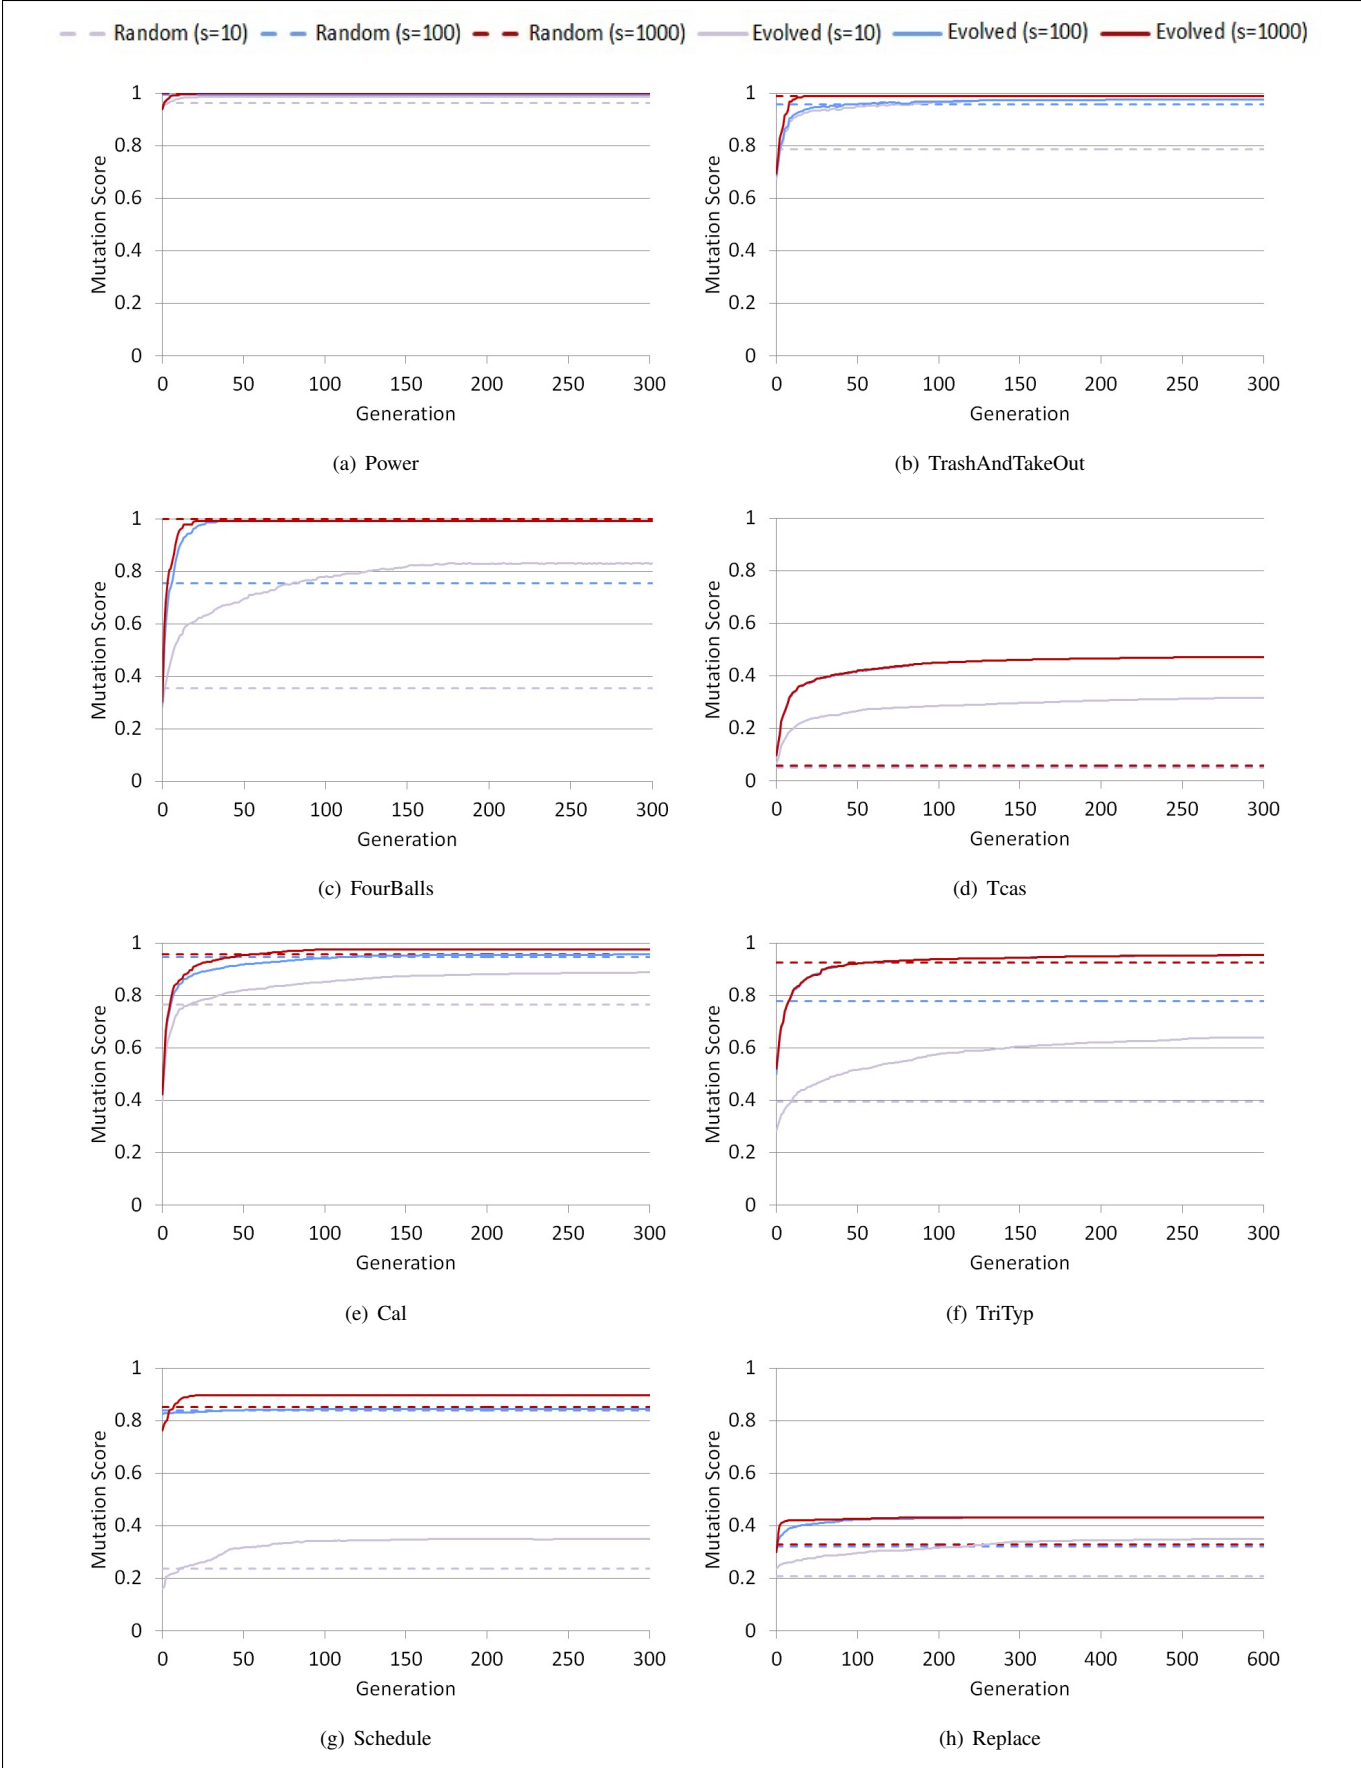 Random (s=10) Random (s=100) Random (s=1000) Evolved (s=10) Evolved (s=100) Evolved (s=1000)
Mutation Score
1
0.8
0.6
0.4
0.2
0
0 50 100 150 200 250 300
Generation
(a) Power
Mutation Score
1
0.8
0.6
0.4
0.2
0
0 50 100 150 200 250 300
Generation
(b) TrashAndTakeOut
Mutation Score
1
0.8
0.6
0.4
0.2
0
0 50 100 150 200 250 300
Generation
(c) FourBalls
Mutation Score
1
0.8
0.6
0.4
0.2
0
0 50 100 150 200 250 300
Generation
(d) Tcas
Mutation Score
1
0.8
0.6
0.4
0.2
0
0 50 100 150 200 250 300
Generation
(e) Cal
Mutation Score
1
0.8
0.6
0.4
0.2
0
0 50 100 150 200 250 300
Generation
(f) TriTyp
Mutation Score
1
0.8
0.6
0.4
0.2
0
0 50 100 150 200 250 300
Generation
(g) Schedule
Mutation Score
1
0.8
0.6
0.4
0.2
0
0 100 200 300 400 500 600
Generation
(h) Replace